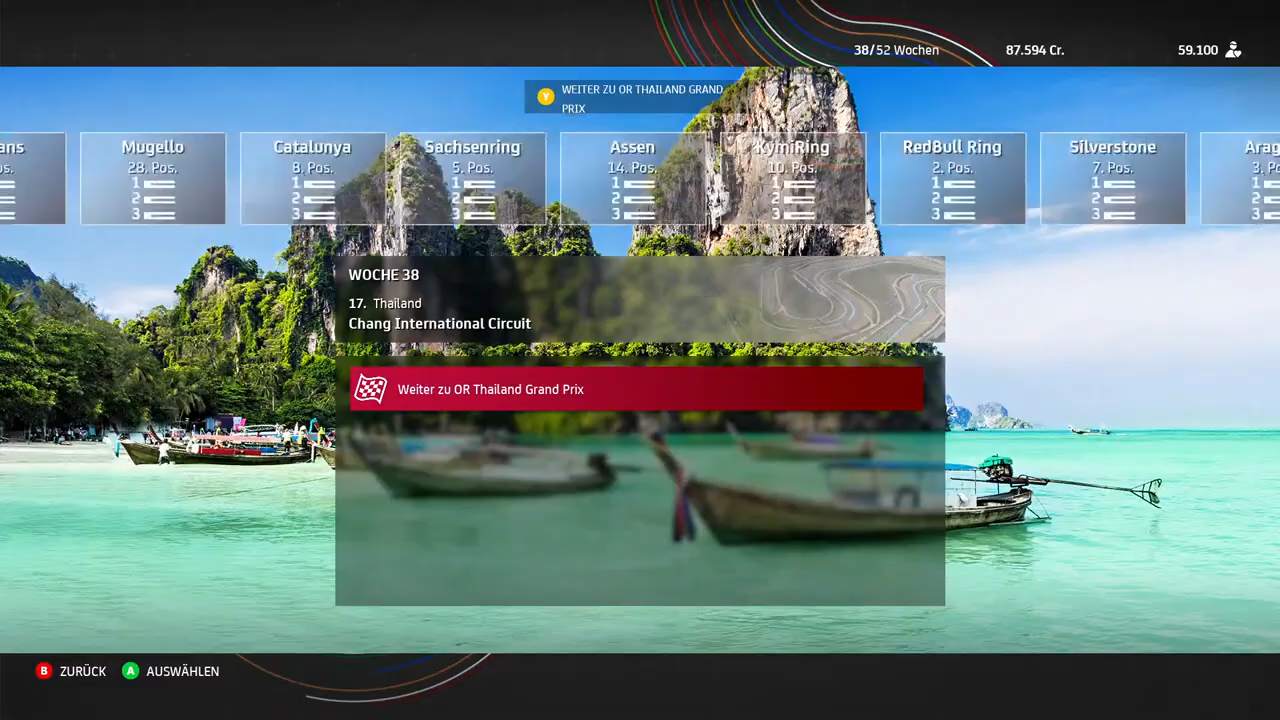 38/52 Wochen 87.594 Cr. 59.100
Y WEITER ZU OR THAILAND GRAND
PRIX
ans Mugello Catalunya Sachsenring Assen KymiRing RedBull Ring Silverstone Arag
os. 28. Pos. 8. Pos. 5. Pos. 14. Pos. 10. Pos. 2. Pos. 7. Pos. 3. Po
1 1 1 1 1 1 1 1
2 2 2 2 2 2 2 2
3 3 3 3 3 3 3 3
WOCHE 38
17. Thailand
Chang International Circuit
Weiter zu OR Thailand Grand Prix
B ZURÜCK A AUSWÄHLEN